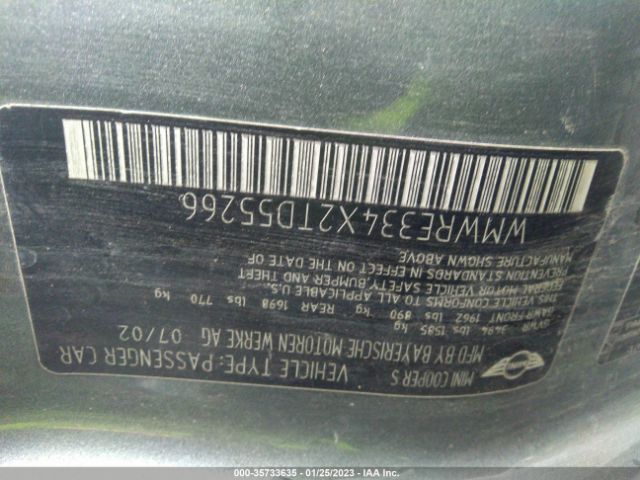 MINI COOPER S
VEHICLE TYPE: PASSENGER CAR
MFD BY BAYERISCHE MOTOREN WERKE AG 07/02
GVWR 3494 lbs 1585 kg
GAWR FRONT 1962 lbs 890 kg REAR 1698 lbs 770 kg
THIS VEHICLE CONFORMS TO ALL APPLICABLE U.S.
FEDERAL MOTOR VEHICLE SAFETY, BUMPER AND THEFT
PREVENTION STANDARDS IN EFFECT ON THE DATE OF
MANUFACTURE SHOWN ABOVE
WMWRE334X2TD55266
000-35733635 - 01/25/2023 - IAA Inc.